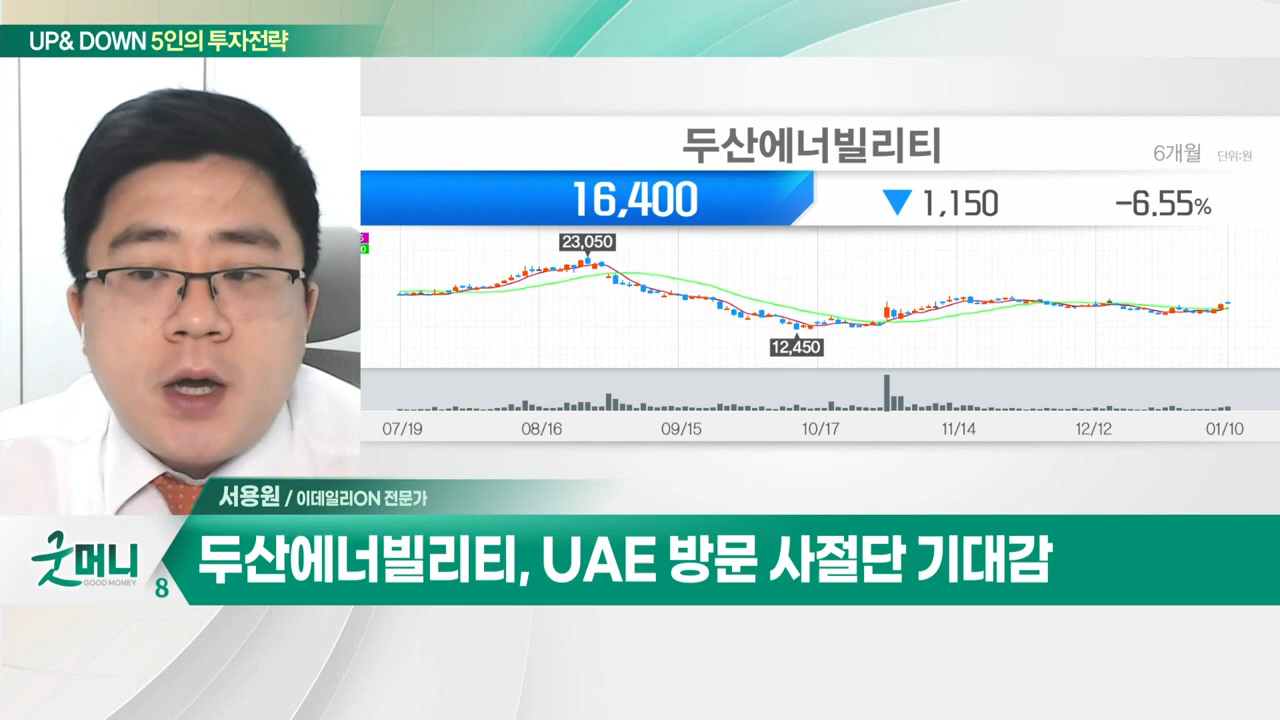 UP& DOWN 5인의 투자전략
두산에너빌리티
6개월 단위:원
16,400 ▼ 1,150 -6.55%
23,050
12,450
07/19 08/16 09/15 10/17 11/14 12/12 01/10
서용원 / 이데일리ON 전문가
굿머니
GOOD MONEY
8
두산에너빌리티, UAE 방문 사절단 기대감